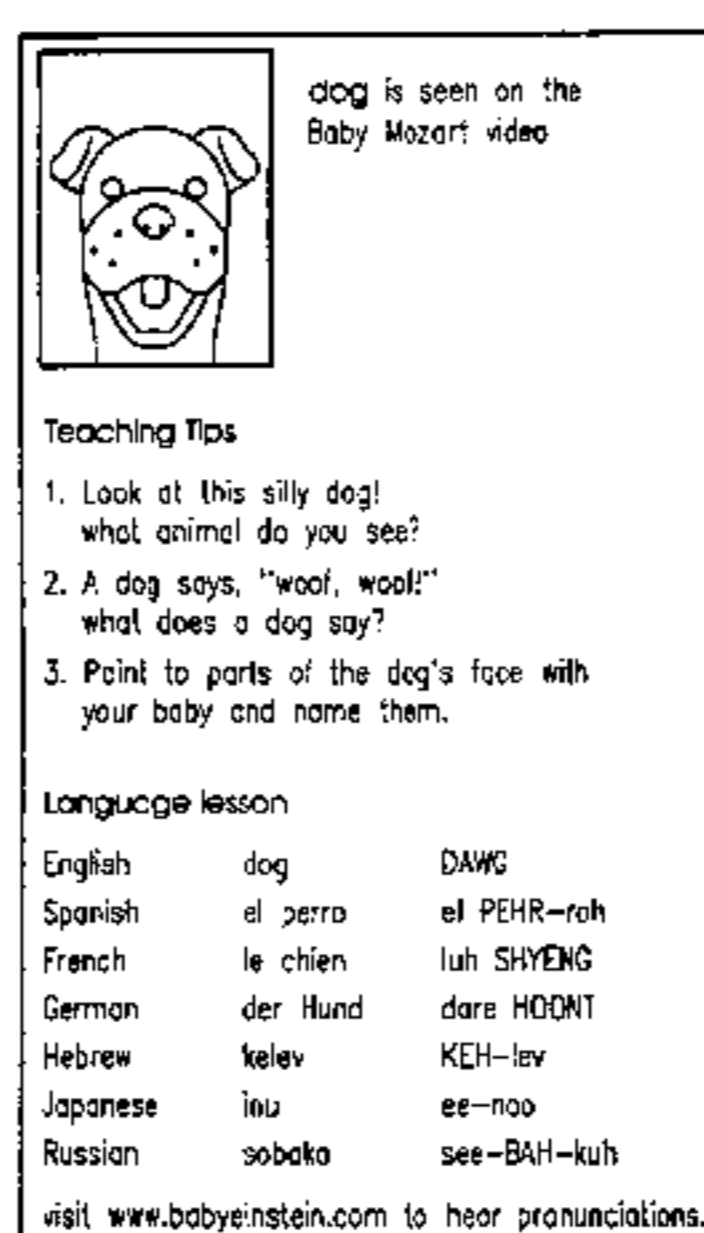 dog is seen on the
Baby Mozart video
Teaching Tips
1. Look at this silly dog!
what animal do you see?
2. A dog says, "woof, woof!"
what does a dog say?
3. Point to parts of the dog's face with
your baby and name them.
Language lesson
English dog DAWG
Spanish el perro el PEHR-roh
French le chien luh SHYENG
German der Hund dare HOONT
Hebrew kelev KEH-lev
Japanese inu ee-noo
Russian sobaka see-BAH-kuh
visit www.babyeinstein.com to hear pronunciations.